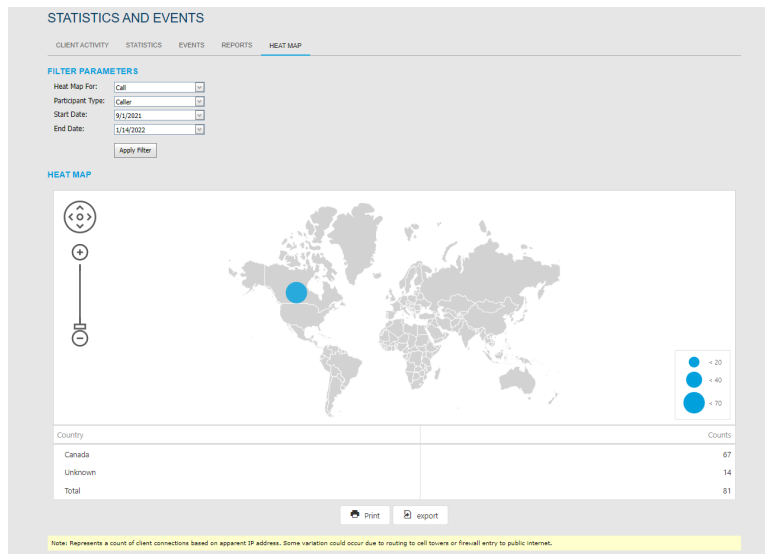 STATISTICS AND EVENTS
CLIENT ACTIVITY STATISTICS EVENTS REPORTS HEAT MAP
FILTER PARAMETERS
Heat Map For: Call
Participant Type: Caller
Start Date: 9/1/2021
End Date: 1/14/2022
Apply Filter
HEAT MAP
< 20
< 40
< 70
Country Counts
Canada 67
Unknown 14
Total 81
Print export
Note: Represents a count of client connections based on apparent IP address. Some variation could occur due to routing to cell towers or firewall entry to public internet.